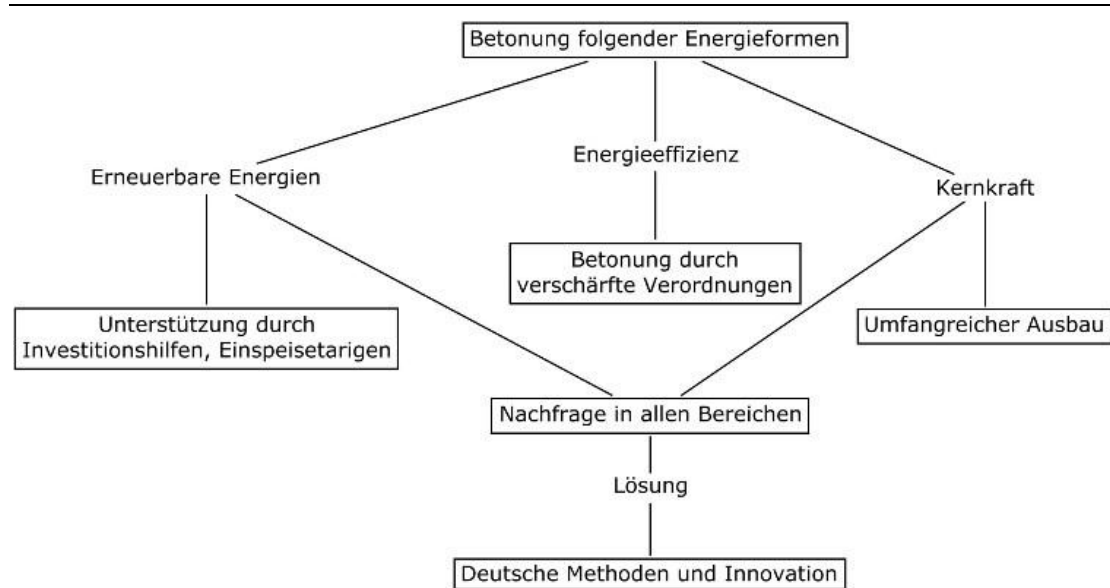 Betonung folgender Energieformen
Energieeffizienz
Erneuerbare Energien
Kernkraft
Betonung durch
verschärfte Verordnungen
Unterstützung durch
Investitionshilfen, Einspeisetarigen
Umfangreicher Ausbau
Nachfrage in allen Bereichen
Lösung
Deutsche Methoden und Innovation